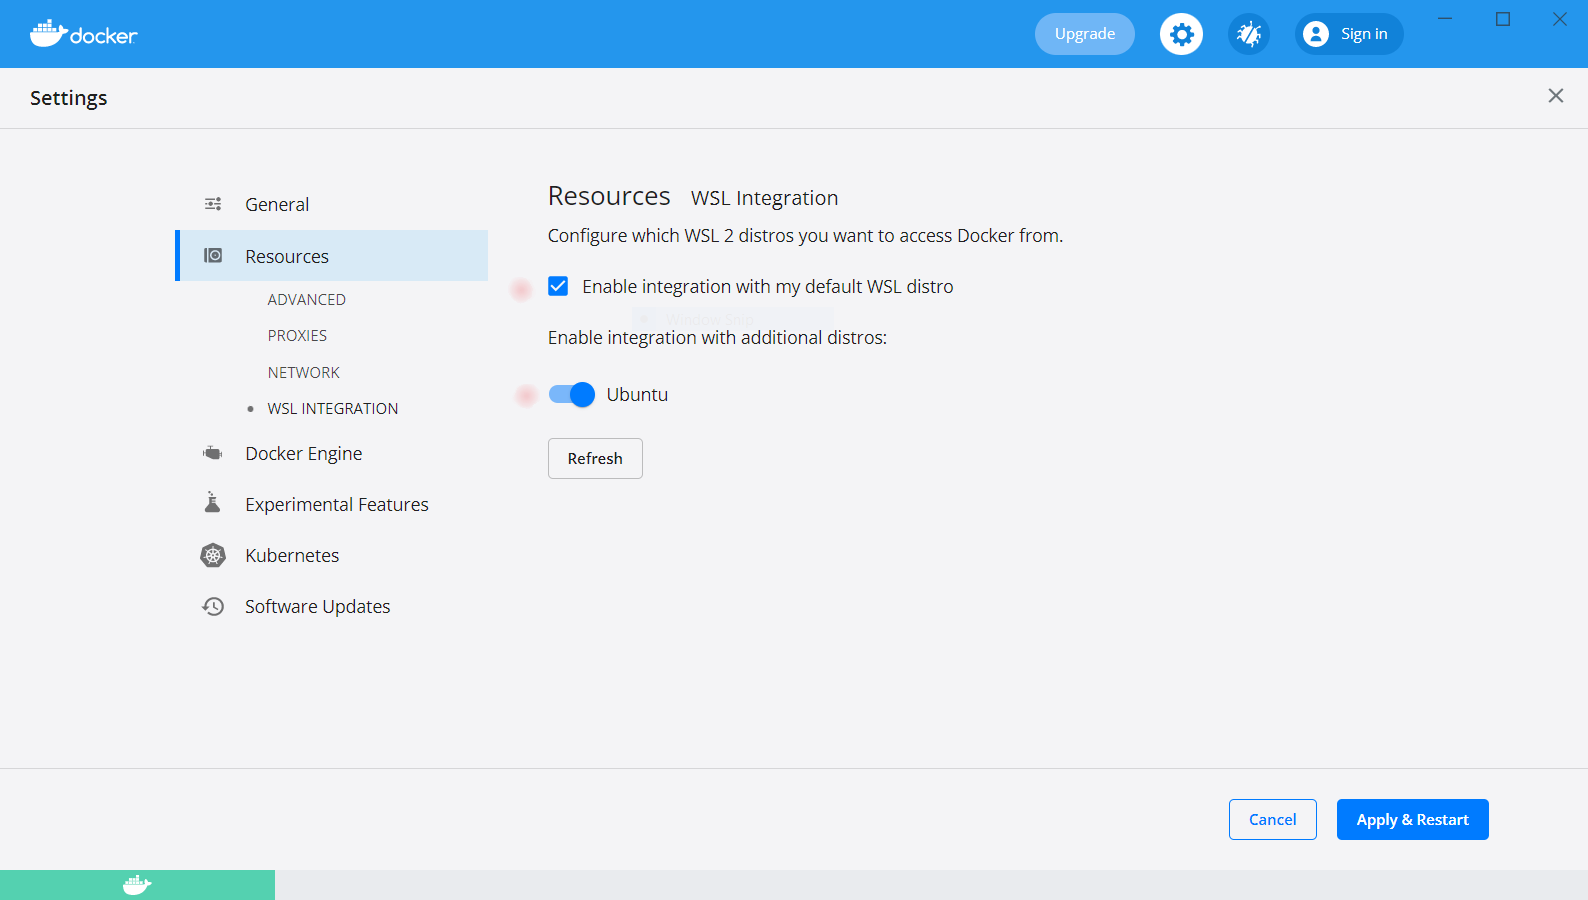 docker
Upgrade
Sign in
Settings
General
Resources
ADVANCED
PROXIES
NETWORK
WSL INTEGRATION
Docker Engine
Experimental Features
Kubernetes
Software Updates
Resources WSL Integration
Configure which WSL 2 distros you want to access Docker from.
Enable integration with my default WSL distro
Window Snip
Enable integration with additional distros:
Ubuntu
Refresh
Cancel
Apply & Restart